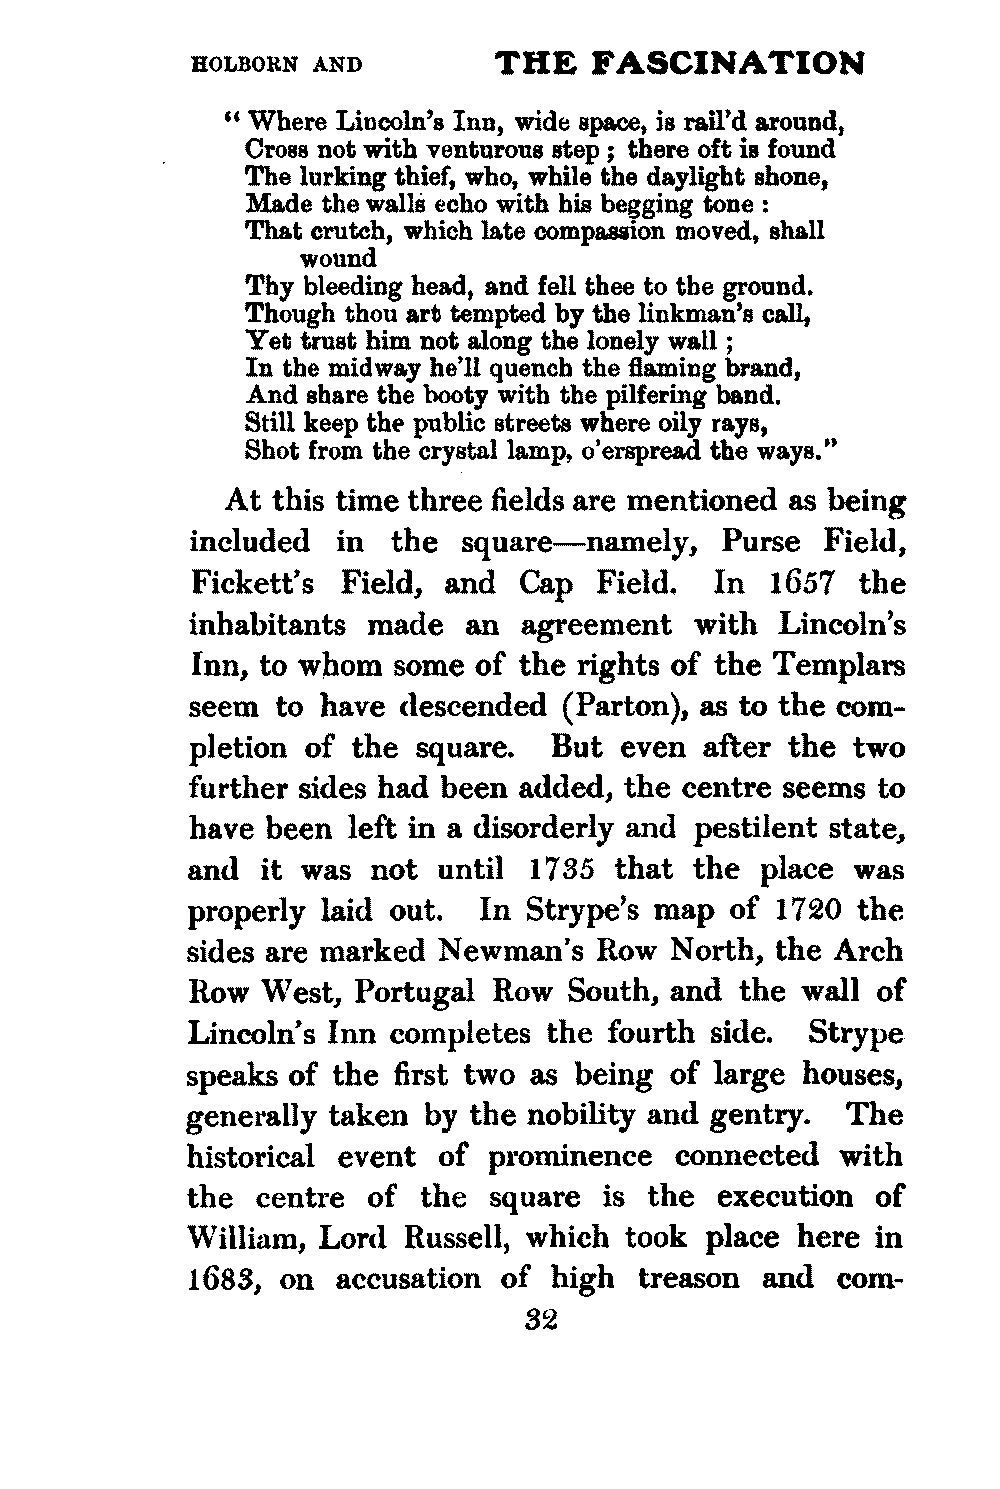 HOLBORN AND THE FASCINATION
“ Where Lincoln’s Inn, wide space, is rail’d around,
Cross not with venturous step ; there oft is found
The lurking thief, who, while the daylight shone,
Made the walls echo with his begging tone :
That crutch, which late compassion moved, shall
wound
Thy bleeding head, and fell thee to the ground.
Though thou art tempted by the linkman’s call,
Yet trust him not along the lonely wall ;
In the midway he’ll quench the flaming brand,
And share the booty with the pilfering band.
Still keep the public streets where oily rays,
Shot from the crystal lamp, o’erspread the ways.”
At this time three fields are mentioned as being
included in the square—namely, Purse Field,
Fickett’s Field, and Cap Field. In 1657 the
inhabitants made an agreement with Lincoln’s
Inn, to whom some of the rights of the Templars
seem to have descended (Parton), as to the com-
pletion of the square. But even after the two
further sides had been added, the centre seems to
have been left in a disorderly and pestilent state,
and it was not until 1735 that the place was
properly laid out. In Strype’s map of 1720 the
sides are marked Newman’s Row North, the Arch
Row West, Portugal Row South, and the wall of
Lincoln’s Inn completes the fourth side. Strype
speaks of the first two as being of large houses,
generally taken by the nobility and gentry. The
historical event of prominence connected with
the centre of the square is the execution of
William, Lord Russell, which took place here in
1683, on accusation of high treason and com-
32